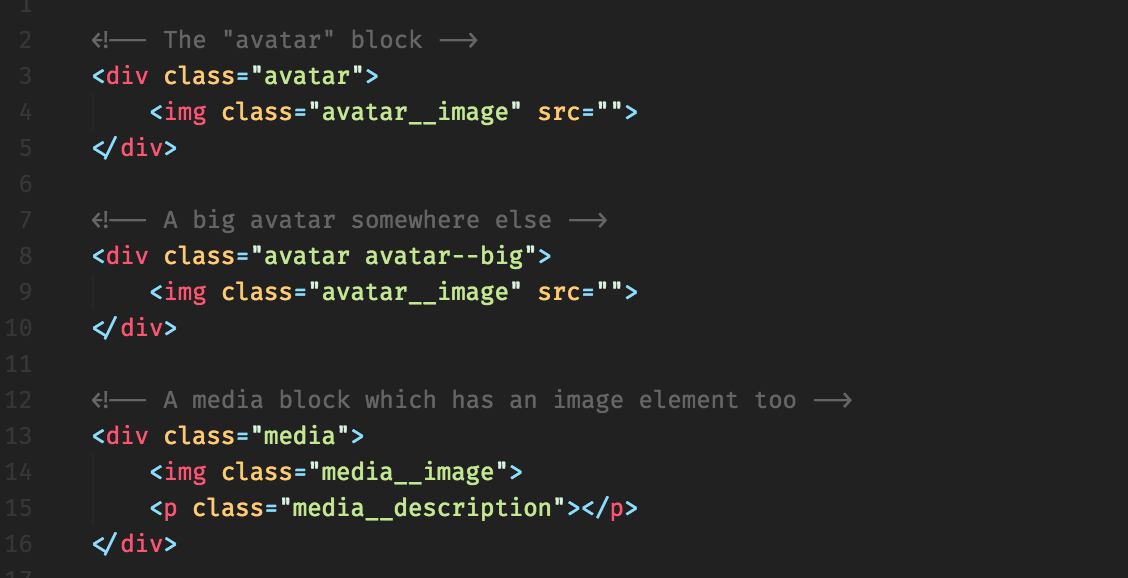 1
2 <!-- The "avatar" block -->
3 <div class="avatar">
4 <img class="avatar__image" src="">
5 </div>
6
7 <!-- A big avatar somewhere else -->
8 <div class="avatar avatar--big">
9 <img class="avatar__image" src="">
10 </div>
11
12 <!-- A media block which has an image element too -->
13 <div class="media">
14 <img class="media__image">
15 <p class="media__description"></p>
16 </div>
17